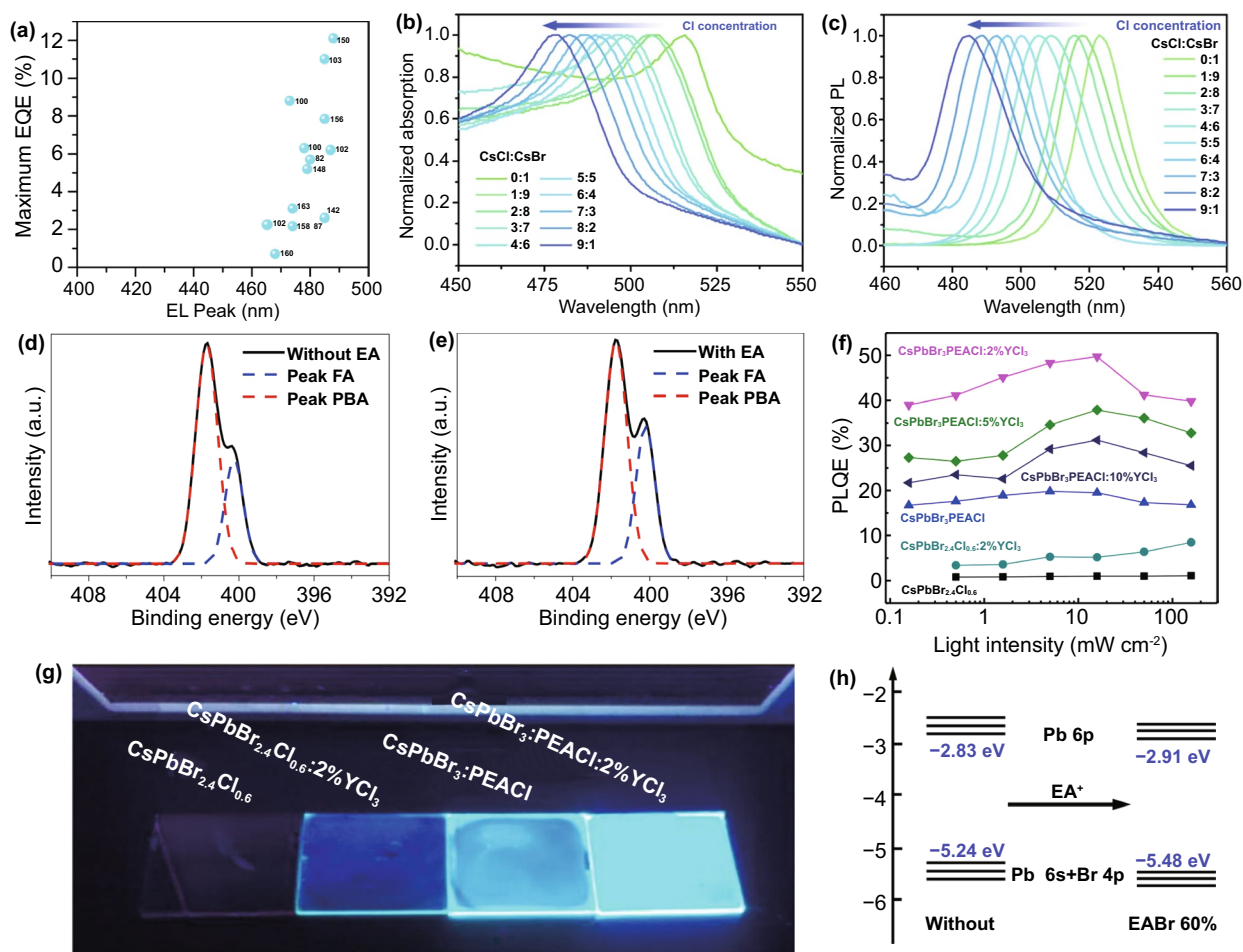 (a)
Maximum EQE (%)
12
10
8
6
4
2
0
150
103
100
156
100
102
82
148
163
142
102
158
87
160
400
420
440
460
480
500
EL Peak (nm)
(b)
Cl concentration
Normalized absorption
1.0
0.8
0.6
0.4
0.2
0.0
CsCl:CsBr
0:1 5:5
1:9 6:4
2:8 7:3
3:7 8:2
4:6 9:1
450 475 500 525 550
Wavelength (nm)
(c)
Cl concentration
Normalized PL
1.0
0.8
0.6
0.4
0.2
0.0
CsCl:CsBr
0:1
1:9
2:8
3:7
4:6
5:5
6:4
7:3
8:2
9:1
460 480 500 520 540 560
Wavelength (nm)
(d)
Intensity (a.u.)
Without EA
Peak FA
Peak PBA
408 404 400 396 392
Binding energy (eV)
(e)
Intensity (a.u.)
With EA
Peak FA
Peak PBA
408 404 400 396 392
Binding energy (eV)
(f)
PLQE (%)
50
40
30
20
10
0
CsPbBr₃PEACl:2%YCl₃
CsPbBr₃PEACl:5%YCl₃
CsPbBr₃PEACl:10%YCl₃
CsPbBr₃PEACl
CsPbBr₂.₄Cl₀.₆:2%YCl₃
CsPbBr₂.₄Cl₀.₆
0.1 1 10 100
Light intensity (mW cm⁻²)
(g)
CsPbBr₂.₄Cl₀.₆
CsPbBr₂.₄Cl₀.₆:2%YCl₃
CsPbBr₃:PEACl
CsPbBr₃:PEACl:2%YCl₃
(h)
−2
−3
−4
−5
−6
Pb 6p
−2.83 eV
−2.91 eV
EA⁺
−5.24 eV
−5.48 eV
Pb 6s+Br 4p
Without
EABr 60%